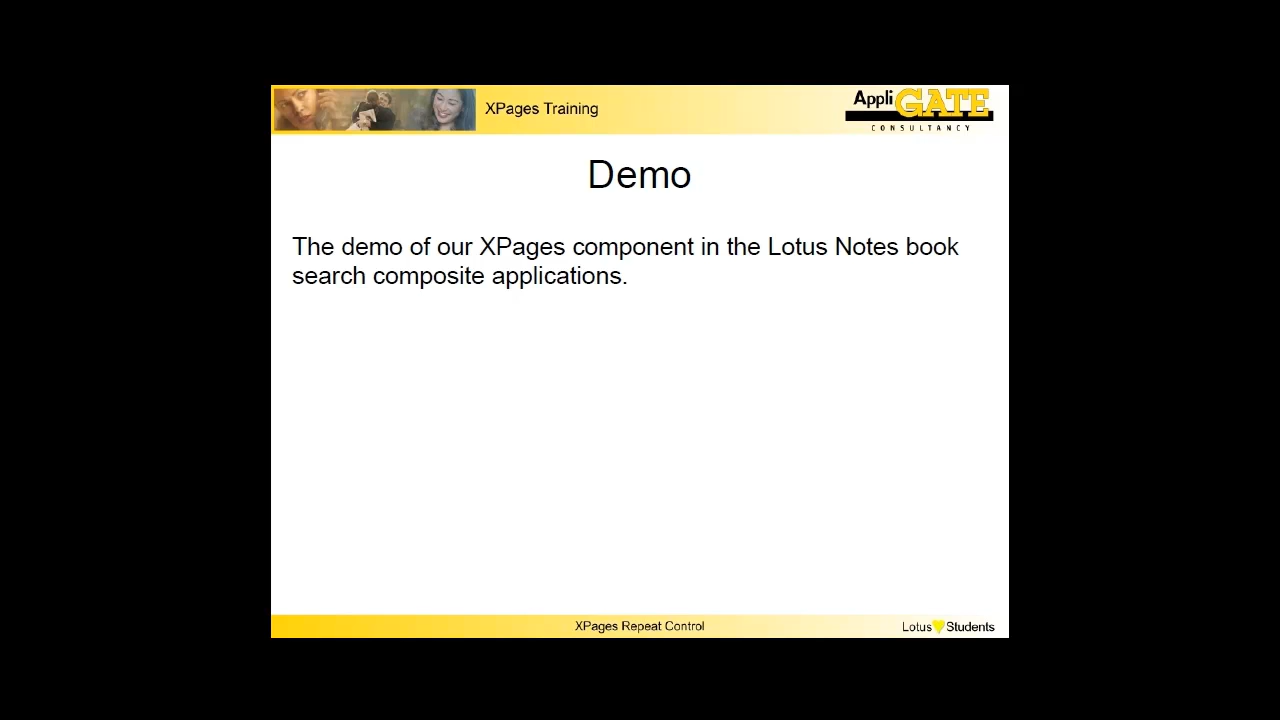 XPages Training
Appli GATE
CONSULTANCY
Demo
The demo of our XPages component in the Lotus Notes book
search composite applications.
XPages Repeat Control
Lotus Students